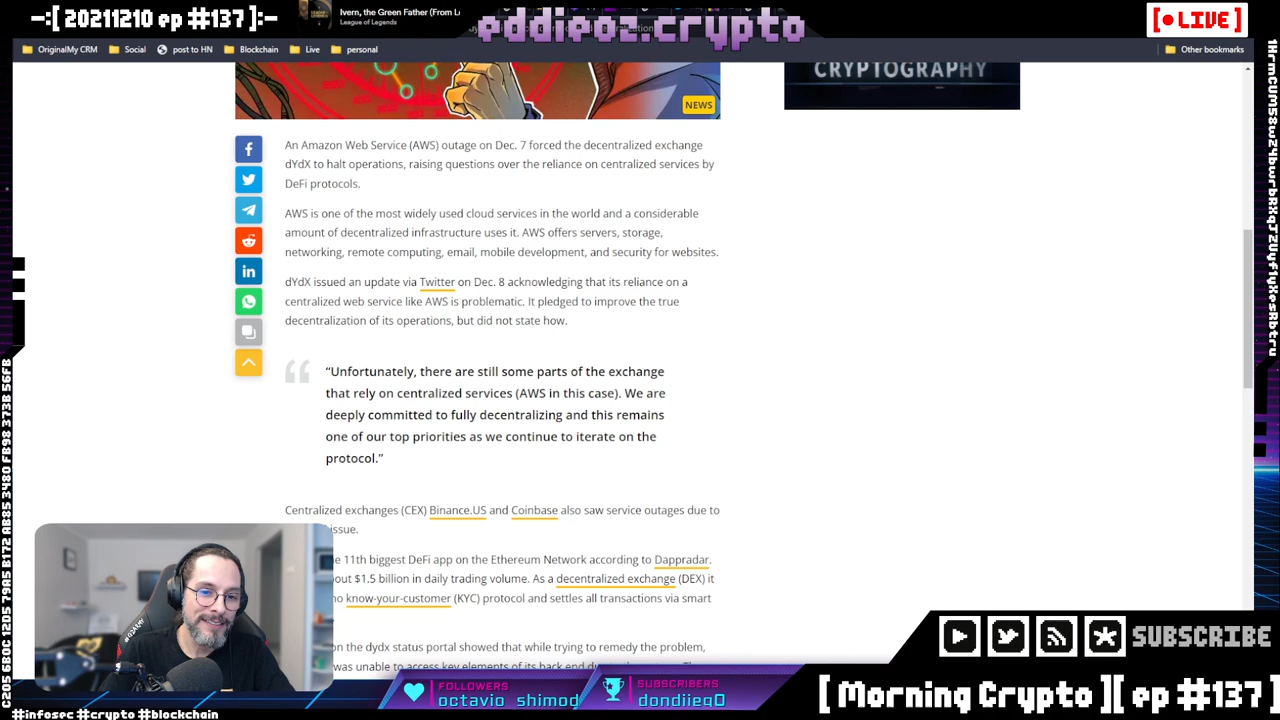 -:[ 20211210 ep #137 ]:-
Ivern, the Green Father (From L
League of Legends
eddieoz.crypto
[•LIVE]
OriginalMy CRM
Social
post to HN
Blockchain
Live
personal
Other bookmarks
CRYPTOGRAPHY
NEWS
An Amazon Web Service (AWS) outage on Dec. 7 forced the decentralized exchange
dYdX to halt operations, raising questions over the reliance on centralized services by
DeFi protocols.
AWS is one of the most widely used cloud services in the world and a considerable
amount of decentralized infrastructure uses it. AWS offers servers, storage,
networking, remote computing, email, mobile development, and security for websites.
dYdX issued an update via Twitter on Dec. 8 acknowledging that its reliance on a
centralized web service like AWS is problematic. It pledged to improve the true
decentralization of its operations, but did not state how.
“Unfortunately, there are still some parts of the exchange
that rely on centralized services (AWS in this case). We are
deeply committed to fully decentralizing and this remains
one of our top priorities as we continue to iterate on the
protocol.”
Centralized exchanges (CEX) Binance.US and Coinbase also saw service outages due to
issue.
11th biggest DeFi app on the Ethereum Network according to Dappradar.
$1.5 billion in daily trading volume. As a decentralized exchange (DEX) it
know-your-customer (KYC) protocol and settles all transactions via smart
on the dydx status portal showed that while trying to remedy the problem,
was unable to access key elements of its back end
SUBSCRIBE
FOLLOWERS
octavio_shimod
SUBSCRIBERS
dondiieg0
[ Morning Crypto ][ ep #137 ]
#infosec #crypto #blockchain